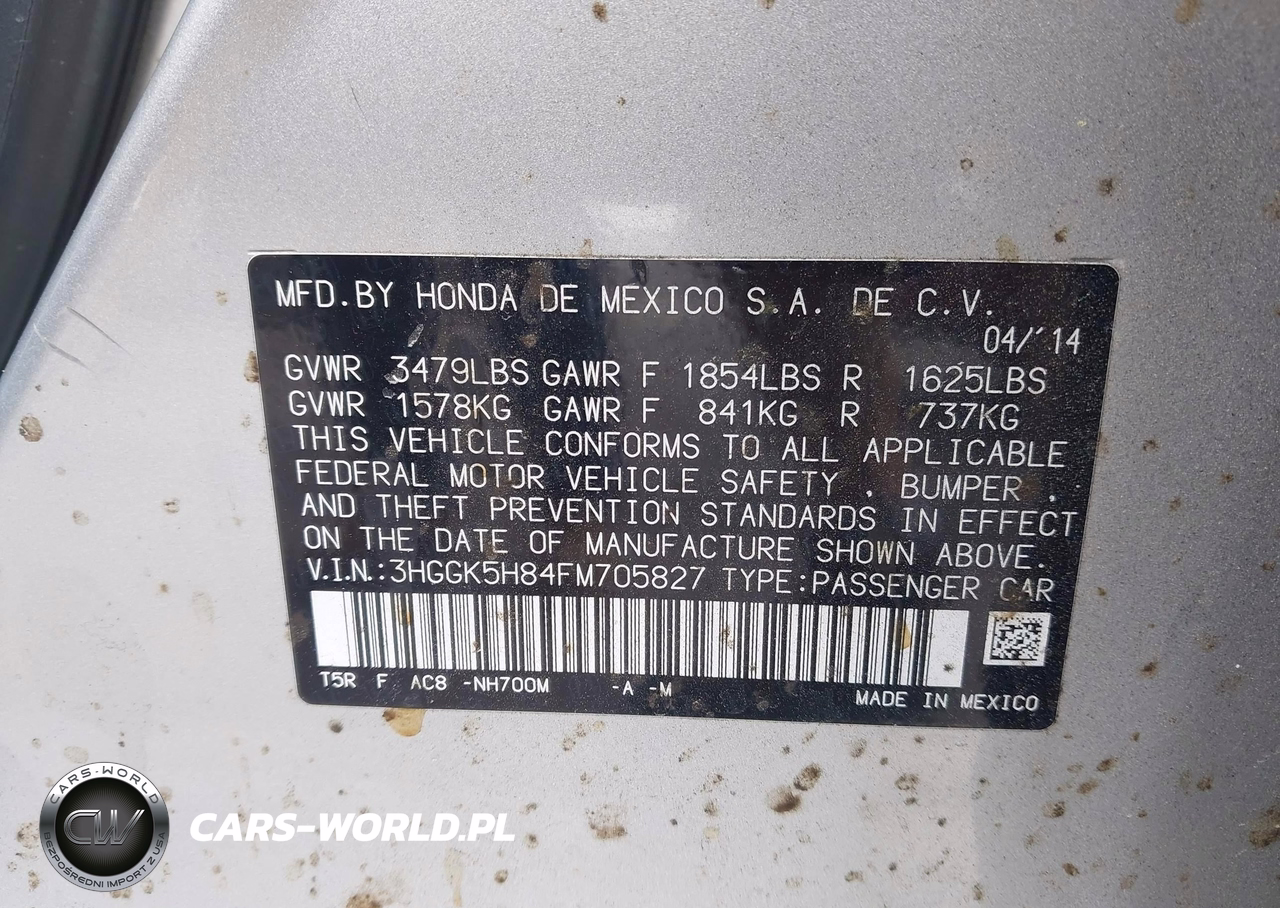 MFD.BY HONDA DE MEXICO S.A. DE C.V.
04/'14
GVWR 3479LBS GAWR F 1854LBS R 1625LBS
GVWR 1578KG GAWR F 841KG R 737KG
THIS VEHICLE CONFORMS TO ALL APPLICABLE
FEDERAL MOTOR VEHICLE SAFETY , BUMPER ,
AND THEFT PREVENTION STANDARDS IN EFFECT
ON THE DATE OF MANUFACTURE SHOWN ABOVE.
V.I.N.:3HGGK5H84FM705827 TYPE:PASSENGER CAR
T5R F AC8 -NH700M -A -M
MADE IN MEXICO
CARS-WORLD
CW
BEZPOŚREDNI IMPORT Z USA
CARS-WORLD.PL